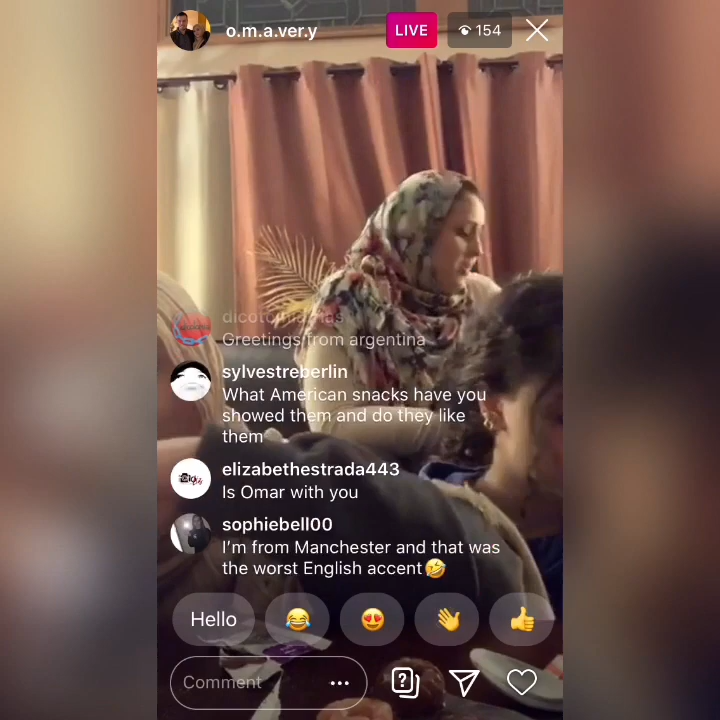 o.m.a.ver.y
LIVE
154
Greetings from argentina
sylvestreberlin
What American snacks have you
showed them and do they like
them
elizabethestrada443
Is Omar with you
sophiebell00
I'm from Manchester and that was
the worst English accent🤣
Hello 😂 😍 👋 👍
Comment ...